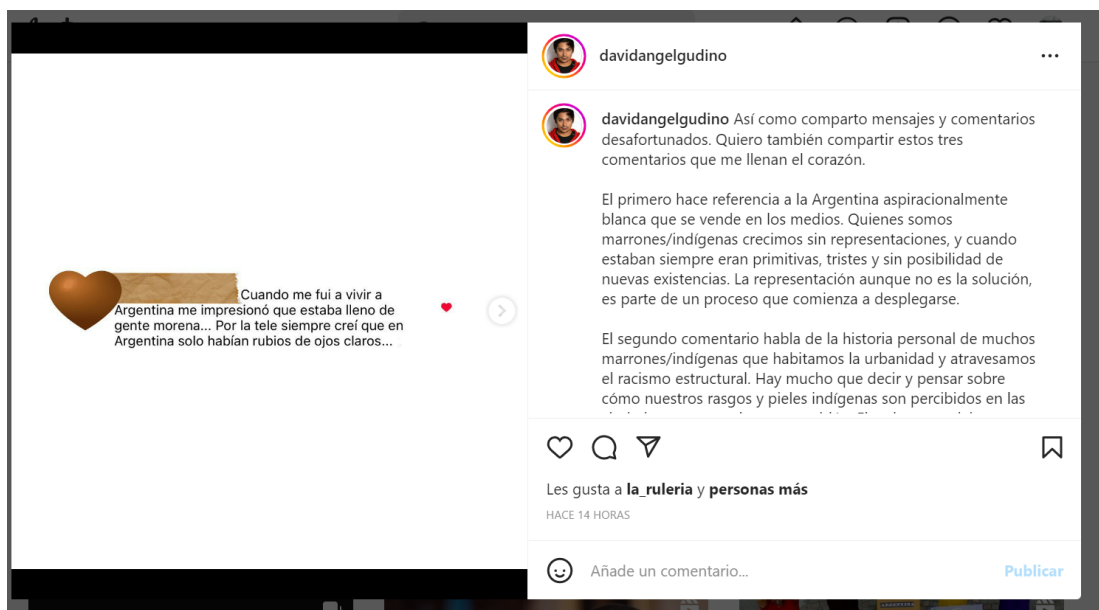 Cuando me fui a vivir a
Argentina me impresionó que estaba lleno de
gente morena... Por la tele siempre creí que en
Argentina solo habían rubios de ojos claros...
davidangelgudino
davidangelgudino Así como comparto mensajes y comentarios
desafortunados. Quiero también compartir estos tres
comentarios que me llenan el corazón.
El primero hace referencia a la Argentina aspiracionalmente
blanca que se vende en los medios. Quienes somos
marrones/indígenas crecimos sin representaciones, y cuando
estaban siempre eran primitivas, tristes y sin posibilidad de
nuevas existencias. La representación aunque no es la solución,
es parte de un proceso que comienza a desplegarse.
El segundo comentario habla de la historia personal de muchos
marrones/indígenas que habitamos la urbanidad y atravesamos
el racismo estructural. Hay mucho que decir y pensar sobre
cómo nuestros rasgos y pieles indígenas son percibidos en las
Les gusta a la_ruleria y personas más
HACE 14 HORAS
Añade un comentario...
Publicar